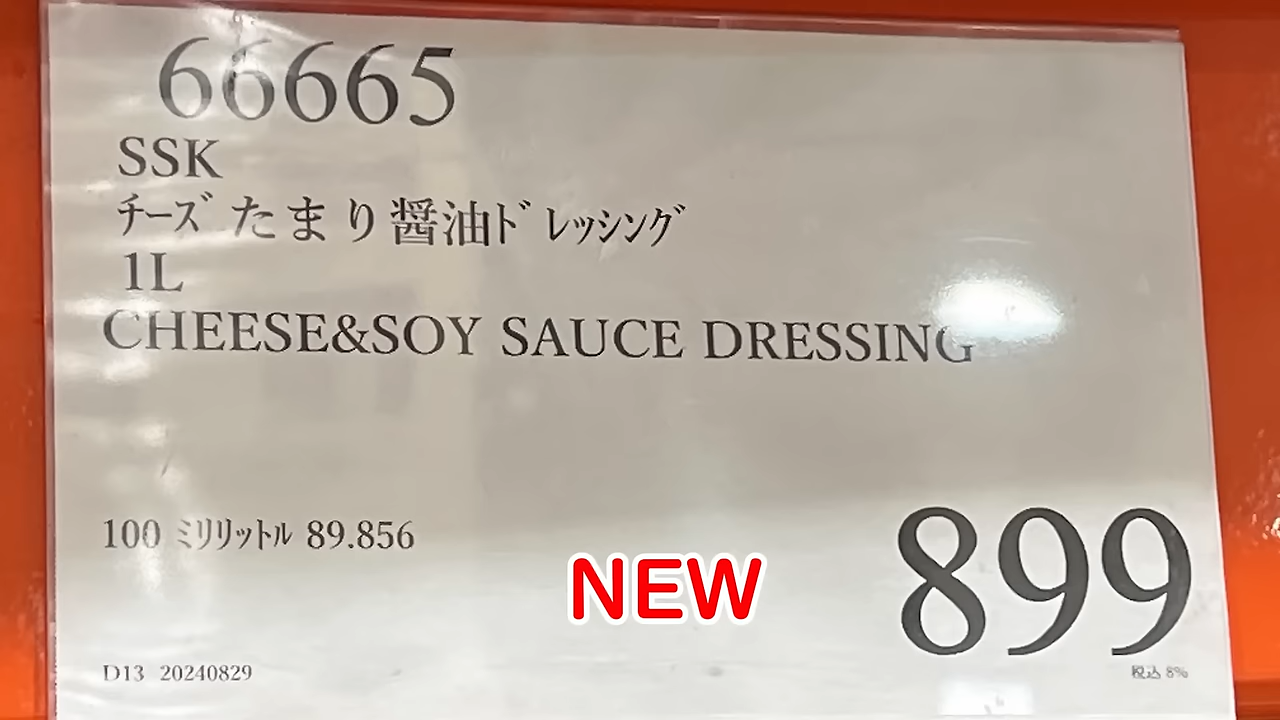 66665
SSK
ﾁｰｽﾞたまり醤油ﾄﾞﾚｯｼﾝｸﾞ
1L
CHEESE&SOY SAUCE DRESSING
100 ﾐﾘﾘｯﾄﾙ 89.856
NEW
899
税込 8%
D13 20240829